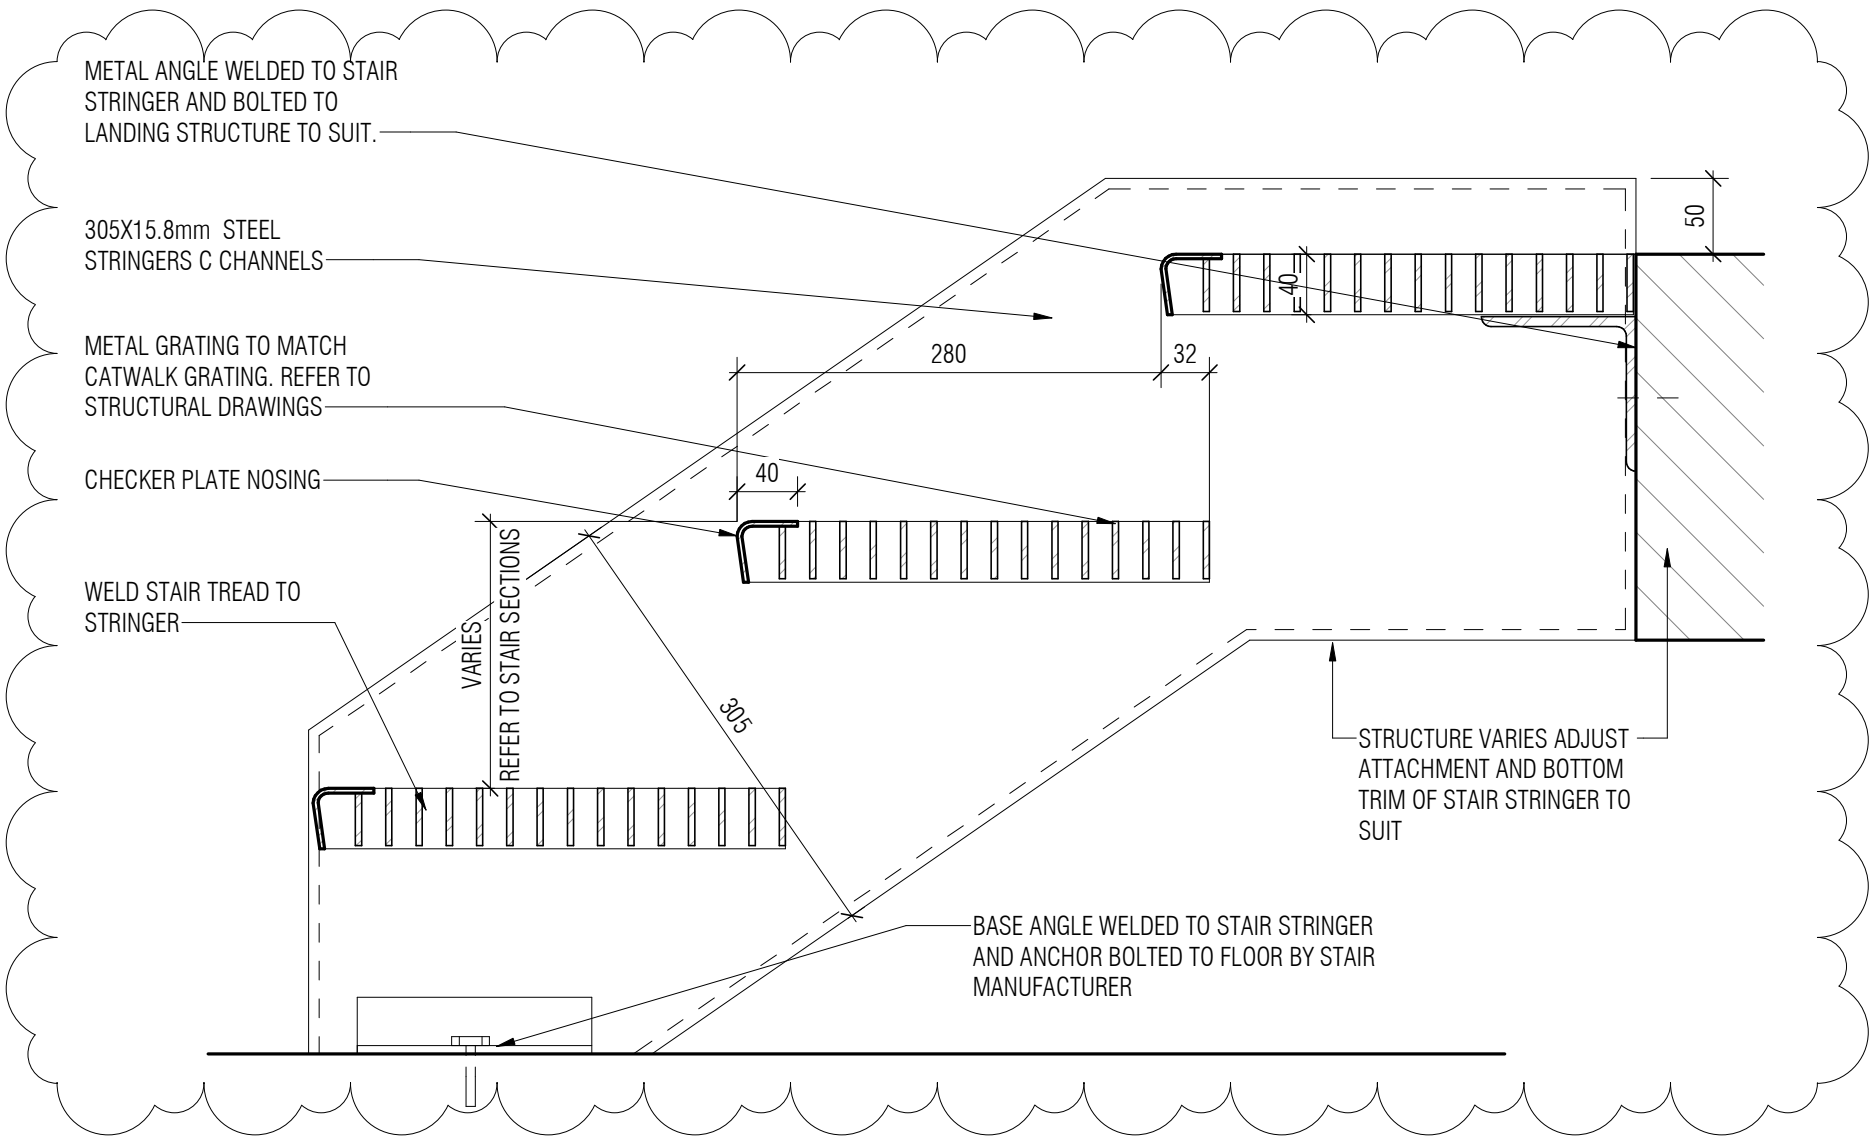 METAL ANGLE WELDED TO STAIR
STRINGER AND BOLTED TO
LANDING STRUCTURE TO SUIT.
305X15.8mm STEEL
STRINGERS C CHANNELS
METAL GRATING TO MATCH
CATWALK GRATING. REFER TO
STRUCTURAL DRAWINGS
CHECKER PLATE NOSING
WELD STAIR TREAD TO
STRINGER
50
40
280
32
40
VARIES
REFER TO STAIR SECTIONS
305
STRUCTURE VARIES ADJUST
ATTACHMENT AND BOTTOM
TRIM OF STAIR STRINGER TO
SUIT
BASE ANGLE WELDED TO STAIR STRINGER
AND ANCHOR BOLTED TO FLOOR BY STAIR
MANUFACTURER